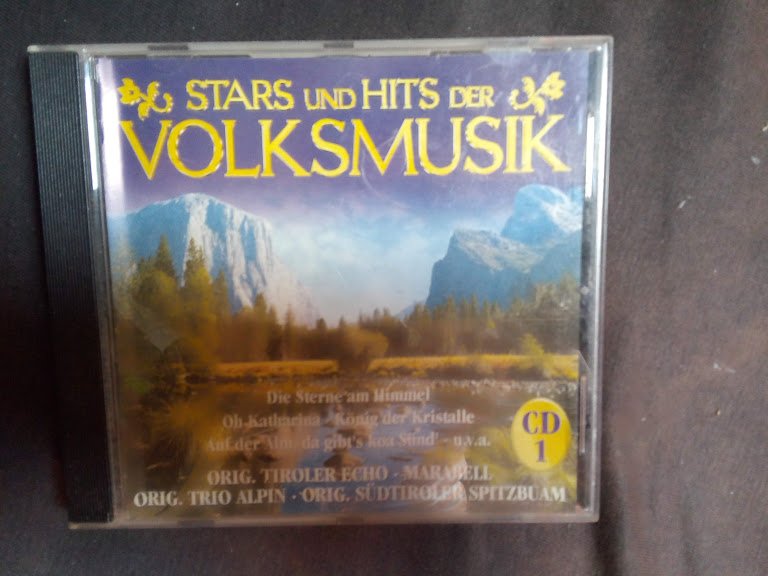 STARS UND HITS DER
VOLKSMUSIK
Die Sterne am Himmel
Oh Katharina · König der Kristalle
Auf der Alm da gibt's koa Sünd' - u.v.a.
CD
1
ORIG. TIROLER ECHO · MARABELL
ORIG. TRIO ALPIN · ORIG. SÜDTIROLER SPITZBUAM